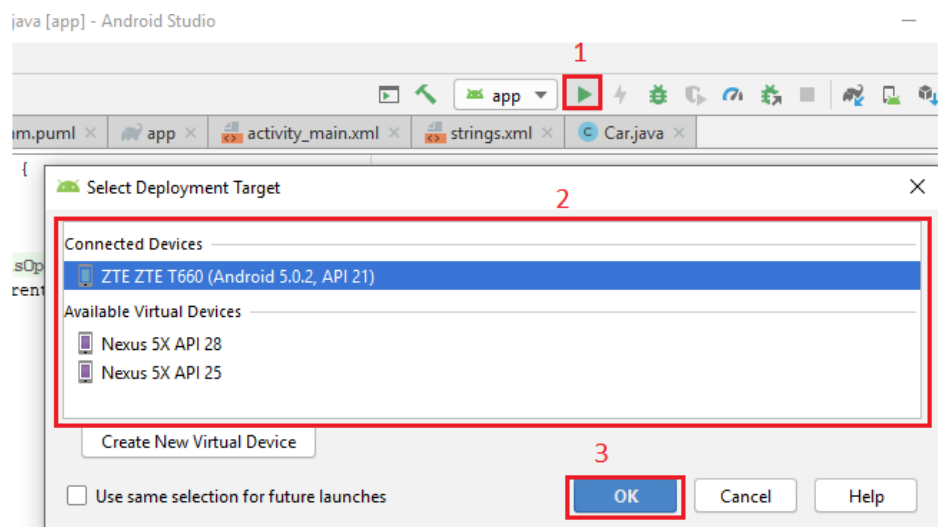 java [app] - Android Studio
1
app
m.puml
app
activity_main.xml
strings.xml
C Car.java
{
Select Deployment Target
2
Connected Devices
sOp
ZTE ZTE T660 (Android 5.0.2, API 21)
rent
Available Virtual Devices
Nexus 5X API 28
Nexus 5X API 25
Create New Virtual Device
3
Use same selection for future launches
OK
Cancel
Help